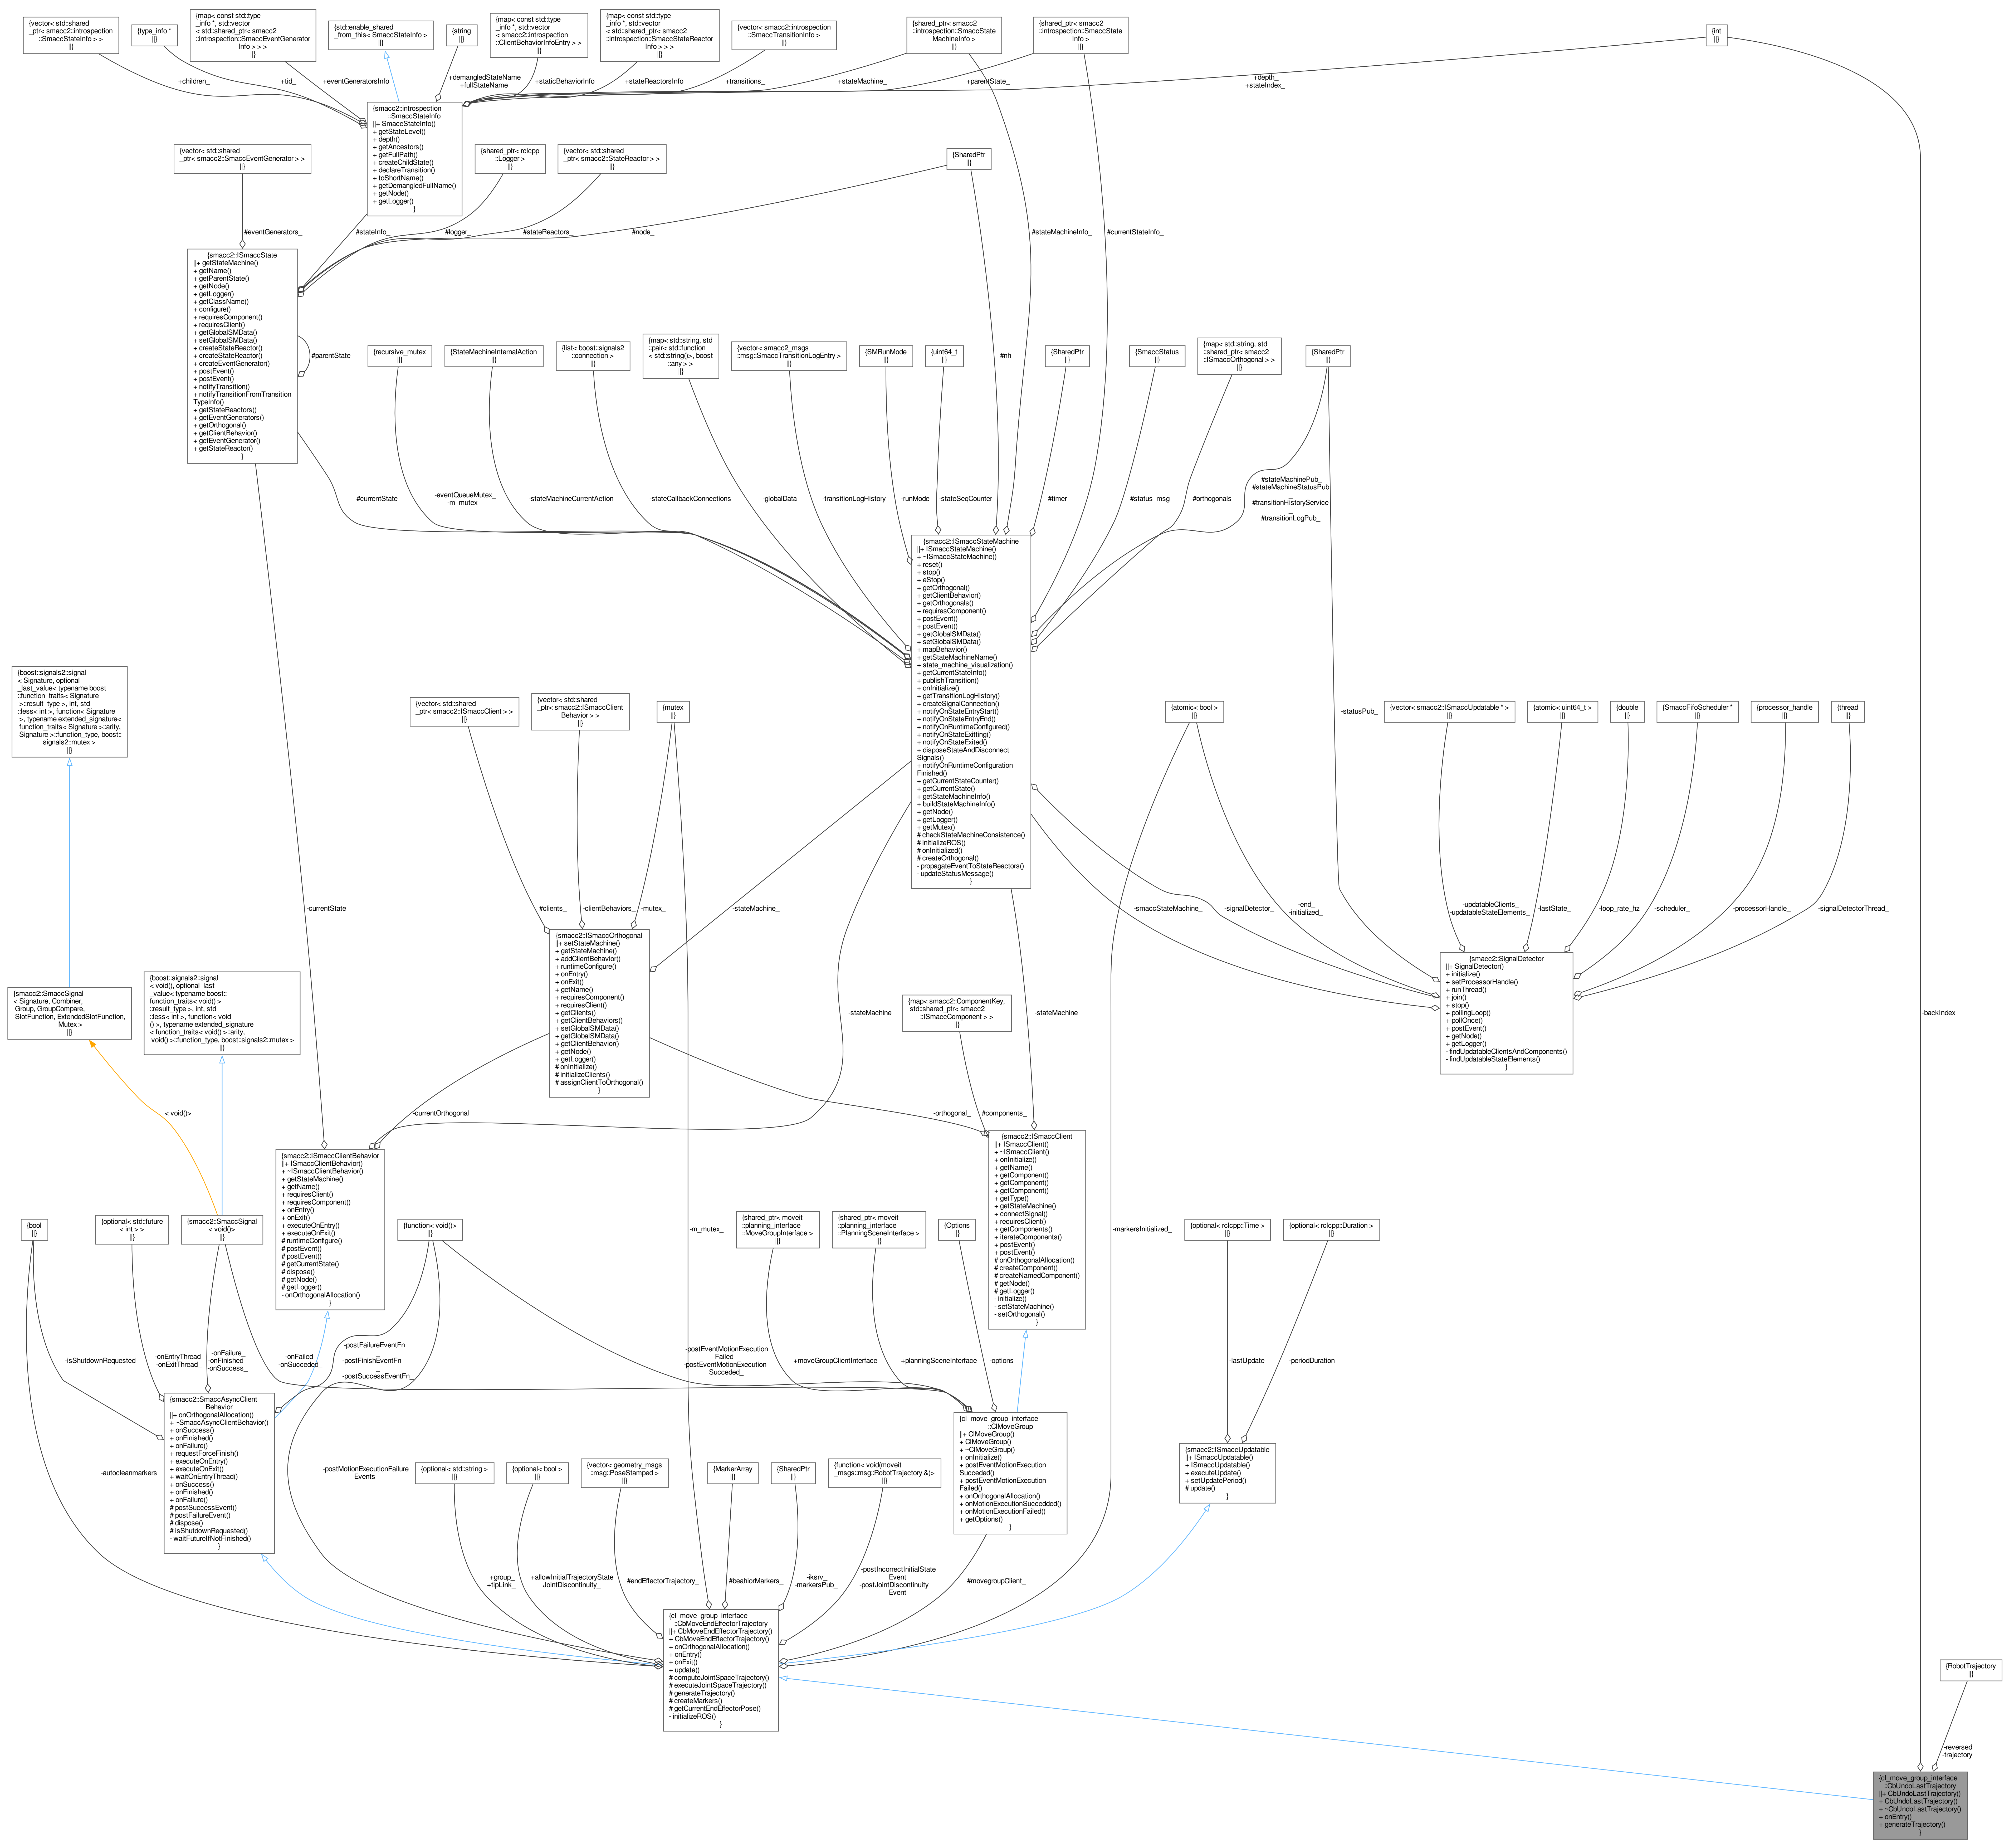 {vector< std::shared
_ptr< smacc2::introspection
::SmaccStateInfo > >
||}
{type_info *
||}
{map< const std::type
_info *, std::vector
< std::shared_ptr< smacc2
::introspection::SmaccEventGenerator
Info > > >
||}
{std::enable_shared
_from_this< SmaccStateInfo >
||}
{string
||}
{map< const std::type
_info *, std::vector
< smacc2::introspection
::ClientBehaviorInfoEntry > >
||}
{map< const std::type
_info *, std::vector
< std::shared_ptr< smacc2
::introspection::SmaccStateReactor
Info > > >
||}
{vector< smacc2::introspection
::SmaccTransitionInfo >
||}
{shared_ptr< smacc2
::introspection::SmaccState
MachineInfo >
||}
{shared_ptr< smacc2
::introspection::SmaccState
Info >
||}
{int
||}
+children_
+tid_
+eventGeneratorsInfo
+demangledStateName
+fullStateName
+staticBehaviorInfo
+stateReactorsInfo
+transitions_
+stateMachine_
+parentState_
+depth_
+stateIndex_
{smacc2::introspection
::SmaccStateInfo
||+ SmaccStateInfo()
+ getStateLevel()
+ depth()
+ getAncestors()
+ getFullPath()
+ createChildState()
+ declareTransition()
+ toShortName()
+ getDemangledFullName()
+ getNode()
+ getLogger()
}
{vector< std::shared
_ptr< smacc2::SmaccEventGenerator > >
||}
{shared_ptr< rclcpp
::Logger >
||}
{vector< std::shared
_ptr< smacc2::StateReactor > >
||}
{SharedPtr
||}
#eventGenerators_
#stateInfo_
#logger_
#stateReactors_
#node_
#stateMachineInfo_
#currentStateInfo_
{smacc2::ISmaccState
||+ getStateMachine()
+ getName()
+ getParentState()
+ getNode()
+ getLogger()
+ getClassName()
+ configure()
+ requiresComponent()
+ requiresClient()
+ getGlobalSMData()
+ setGlobalSMData()
+ createStateReactor()
+ createStateReactor()
+ createEventGenerator()
+ postEvent()
+ postEvent()
+ notifyTransition()
+ notifyTransitionFromTransition
TypeInfo()
+ getStateReactors()
+ getEventGenerators()
+ getOrthogonal()
+ getClientBehavior()
+ getEventGenerator()
+ getStateReactor()
}
#parentState_
{recursive_mutex
||}
{StateMachineInternalAction
||}
{list< boost::signals2
::connection >
||}
{map< std::string, std
::pair< std::function
< std::string()>, boost
::any > >
||}
{vector< smacc2_msgs
::msg::SmaccTransitionLogEntry >
||}
{SMRunMode
||}
{uint64_t
||}
#nh_
{SharedPtr
||}
{SmaccStatus
||}
{map< std::string, std
::shared_ptr< smacc2
::ISmaccOrthogonal > >
||}
{SharedPtr
||}
#currentState_
-eventQueueMutex_
-m_mutex_
-stateMachineCurrentAction
-stateCallbackConnections
-globalData_
-transitionLogHistory_
-runMode_
-stateSeqCounter_
#timer_
#status_msg_
#orthogonals_
#stateMachinePub_
#stateMachineStatusPub
_
#transitionHistoryService
_
#transitionLogPub_
{smacc2::ISmaccStateMachine
||+ ISmaccStateMachine()
+ ~ISmaccStateMachine()
+ reset()
+ stop()
+ eStop()
+ getOrthogonal()
+ getClientBehavior()
+ getOrthogonals()
+ requiresComponent()
+ postEvent()
+ postEvent()
+ getGlobalSMData()
+ setGlobalSMData()
+ mapBehavior()
+ getStateMachineName()
+ state_machine_visualization()
+ getCurrentStateInfo()
+ publishTransition()
+ onInitialize()
+ getTransitionLogHistory()
+ createSignalConnection()
+ notifyOnStateEntryStart()
+ notifyOnStateEntryEnd()
+ notifyOnRuntimeConfigured()
+ notifyOnStateExitting()
+ notifyOnStateExited()
+ disposeStateAndDisconnect
Signals()
+ notifyOnRuntimeConfiguration
Finished()
+ getCurrentStateCounter()
+ getCurrentState()
+ getStateMachineInfo()
+ buildStateMachineInfo()
+ getNode()
+ getLogger()
+ getMutex()
# checkStateMachineConsistence()
# initializeROS()
# onInitialized()
# createOrthogonal()
- propagateEventToStateReactors()
- updateStatusMessage()
}
{boost::signals2::signal
< Signature, optional
_last_value< typename boost
::function_traits< Signature
>::result_type >, int, std
::less< int >, function< Signature
>, typename extended_signature<
function_traits< Signature >::arity,
Signature >::function_type, boost::
signals2::mutex >
||}
{vector< std::shared
_ptr< smacc2::ISmaccClient > >
||}
{vector< std::shared
_ptr< smacc2::ISmaccClient
Behavior > >
||}
{mutex
||}
{atomic< bool >
||}
-statusPub_
{vector< smacc2::ISmaccUpdatable * >
||}
{atomic< uint64_t >
||}
{double
||}
{SmaccFifoScheduler *
||}
{processor_handle
||}
{thread
||}
-currentState
#clients_
-clientBehaviors_
-mutex_
-stateMachine_
-smaccStateMachine_
-signalDetector_
-end_
-initialized_
-updatableClients_
-updatableStateElements_
-lastState_
-loop_rate_hz
-scheduler_
-processorHandle_
-signalDetectorThread_
{smacc2::ISmaccOrthogonal
||+ setStateMachine()
+ getStateMachine()
+ addClientBehavior()
+ runtimeConfigure()
+ onEntry()
+ onExit()
+ getName()
+ requiresComponent()
+ requiresClient()
+ getClients()
+ getClientBehaviors()
+ setGlobalSMData()
+ getGlobalSMData()
+ getClientBehavior()
+ getNode()
+ getLogger()
# onInitialize()
# initializeClients()
# assignClientToOrthogonal()
}
{smacc2::SignalDetector
||+ SignalDetector()
+ initialize()
+ setProcessorHandle()
+ runThread()
+ join()
+ stop()
+ pollingLoop()
+ pollOnce()
+ postEvent()
+ getNode()
+ getLogger()
- findUpdatableClientsAndComponents()
- findUpdatableStateElements()
}
{smacc2::SmaccSignal
< Signature, Combiner,
Group, GroupCompare,
SlotFunction, ExtendedSlotFunction,
Mutex >
||}
{boost::signals2::signal
< void(), optional_last
_value< typename boost::
function_traits< void() >
::result_type >, int, std
::less< int >, function< void
() >, typename extended_signature
< function_traits< void() >::arity,
void() >::function_type, boost::signals2::mutex >
||}
{map< smacc2::ComponentKey,
std::shared_ptr< smacc2
::ISmaccComponent > >
||}
-stateMachine_
-stateMachine_
-backIndex_
< void()>
-currentOrthogonal
-orthogonal_
#components_
{smacc2::ISmaccClientBehavior
||+ ISmaccClientBehavior()
+ ~ISmaccClientBehavior()
+ getStateMachine()
+ getName()
+ requiresClient()
+ requiresComponent()
+ onEntry()
+ onExit()
+ executeOnEntry()
+ executeOnExit()
# runtimeConfigure()
# postEvent()
# postEvent()
# getCurrentState()
# dispose()
# getNode()
# getLogger()
- onOrthogonalAllocation()
}
{smacc2::ISmaccClient
||+ ISmaccClient()
+ ~ISmaccClient()
+ onInitialize()
+ getName()
+ getComponent()
+ getComponent()
+ getComponent()
+ getType()
+ getStateMachine()
+ connectSignal()
+ requiresClient()
+ getComponents()
+ iterateComponents()
+ postEvent()
+ postEvent()
# onOrthogonalAllocation()
# createComponent()
# createNamedComponent()
# getNode()
# getLogger()
- initialize()
- setStateMachine()
- setOrthogonal()
}
{bool
||}
{optional< std::future
< int > >
||}
{smacc2::SmaccSignal
< void()>
||}
{function< void()>
||}
-m_mutex_
{shared_ptr< moveit
::planning_interface
::MoveGroupInterface >
||}
{shared_ptr< moveit
::planning_interface
::PlanningSceneInterface >
||}
{Options
||}
-markersInitialized_
{optional< rclcpp::Time >
||}
{optional< rclcpp::Duration >
||}
-isShutdownRequested_
-onEntryThread_
-onExitThread_
-onFailure_
-onFinished_
-onSuccess_
-onFailed_
-onSucceded_
-postFailureEventFn
_
-postFinishEventFn
_
-postSuccessEventFn_
-postEventMotionExecution
Failed_
-postEventMotionExecution
Succeded_
+moveGroupClientInterface
+planningSceneInterface
-options_
-lastUpdate_
-periodDuration_
{smacc2::SmaccAsyncClient
Behavior
||+ onOrthogonalAllocation()
+ ~SmaccAsyncClientBehavior()
+ onSuccess()
+ onFinished()
+ onFailure()
+ requestForceFinish()
+ executeOnEntry()
+ executeOnExit()
+ waitOnEntryThread()
+ onSuccess()
+ onFinished()
+ onFailure()
# postSuccessEvent()
# postFailureEvent()
# dispose()
# isShutdownRequested()
- waitFutureIfNotFinished()
}
{cl_move_group_interface
::ClMoveGroup
||+ ClMoveGroup()
+ ClMoveGroup()
+ ~ClMoveGroup()
+ onInitialize()
+ postEventMotionExecution
Succeded()
+ postEventMotionExecution
Failed()
+ onOrthogonalAllocation()
+ onMotionExecutionSuccedded()
+ onMotionExecutionFailed()
+ getOptions()
}
{smacc2::ISmaccUpdatable
||+ ISmaccUpdatable()
+ ISmaccUpdatable()
+ executeUpdate()
+ setUpdatePeriod()
# update()
}
-autocleanmarkers
-postMotionExecutionFailure
Events
{optional< std::string >
||}
{optional< bool >
||}
{vector< geometry_msgs
::msg::PoseStamped >
||}
{MarkerArray
||}
{SharedPtr
||}
{function< void(moveit
_msgs::msg::RobotTrajectory &)>
||}
+group_
+tipLink_
+allowInitialTrajectoryState
JointDiscontinuity_
#endEffectorTrajectory_
#beahiorMarkers_
-iksrv_
-markersPub_
-postIncorrectInitialState
Event
-postJointDiscontinuity
Event
#movegroupClient_
{cl_move_group_interface
::CbMoveEndEffectorTrajectory
||+ CbMoveEndEffectorTrajectory()
+ CbMoveEndEffectorTrajectory()
+ onOrthogonalAllocation()
+ onEntry()
+ onExit()
+ update()
# computeJointSpaceTrajectory()
# executeJointSpaceTrajectory()
# generateTrajectory()
# createMarkers()
# getCurrentEndEffectorPose()
- initializeROS()
}
{RobotTrajectory
||}
-reversed
-trajectory
{cl_move_group_interface
::CbUndoLastTrajectory
||+ CbUndoLastTrajectory()
+ CbUndoLastTrajectory()
+ ~CbUndoLastTrajectory()
+ onEntry()
+ generateTrajectory()
}